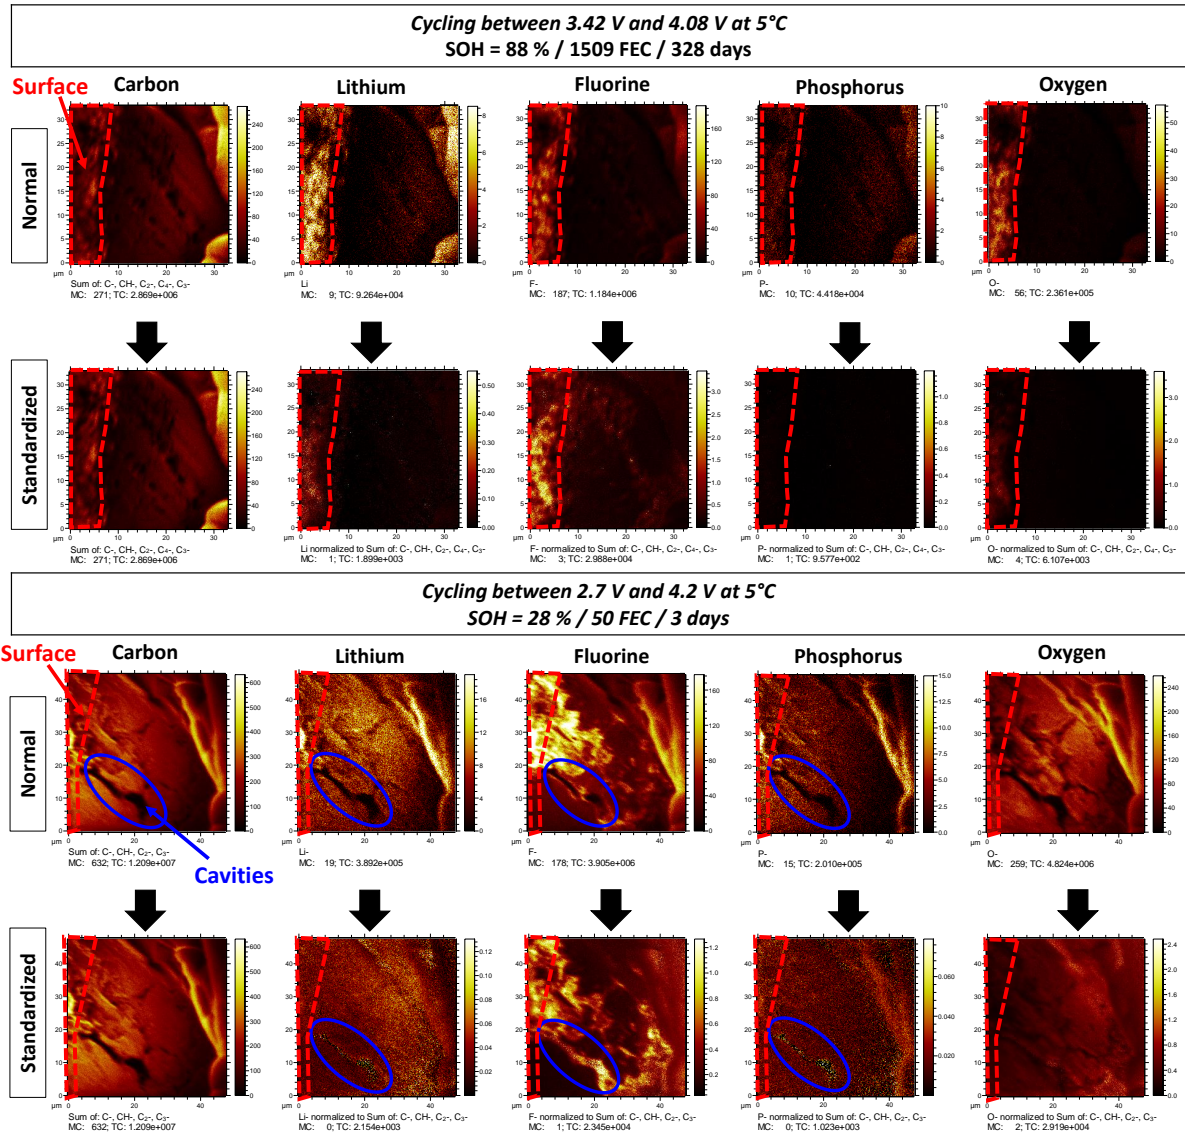 Cycling between 3.42 V and 4.08 V at 5°C
SOH = 88 % / 1509 FEC / 328 days
Surface
Carbon
Lithium
Fluorine
Phosphorus
Oxygen
Normal
Sum of: C-, CH-, C2-, C4-, C3-
MC: 271; TC: 2.869e+006
Li
MC: 9; TC: 9.264e+004
F-
MC: 187; TC: 1.184e+006
P-
MC: 10; TC: 4.418e+004
O-
MC: 56; TC: 2.361e+005
Standardized
Sum of: C-, CH-, C2-, C4-, C3-
MC: 271; TC: 2.869e+006
Li normalized to Sum of: C-, CH-, C2-, C4-, C3-
MC: 1; TC: 1.899e+003
F- normalized to Sum of: C-, CH-, C2-, C4-, C3-
MC: 3; TC: 2.988e+004
P- normalized to Sum of: C-, CH-, C2-, C4-, C3-
MC: 1; TC: 9.577e+002
O- normalized to Sum of: C-, CH-, C2-, C4-, C3-
MC: 4; TC: 6.107e+003
Cycling between 2.7 V and 4.2 V at 5°C
SOH = 28 % / 50 FEC / 3 days
Surface
Carbon
Lithium
Fluorine
Phosphorus
Oxygen
Normal
Cavities
Sum of: C-, CH-, C2-, C3-
MC: 632; TC: 1.209e+007
Li-
MC: 19; TC: 3.892e+005
F-
MC: 178; TC: 3.905e+006
P-
MC: 15; TC: 2.010e+005
O-
MC: 259; TC: 4.824e+006
Standardized
Sum of: C-, CH-, C2-, C3-
MC: 632; TC: 1.209e+007
Li- normalized to Sum of: C-, CH-, C2-, C3-
MC: 0; TC: 2.154e+003
F- normalized to Sum of: C-, CH-, C2-, C3-
MC: 1; TC: 2.345e+004
P- normalized to Sum of: C-, CH-, C2-, C3-
MC: 0; TC: 1.023e+003
O- normalized to Sum of: C-, CH-, C2-, C3-
MC: 2; TC: 2.919e+004